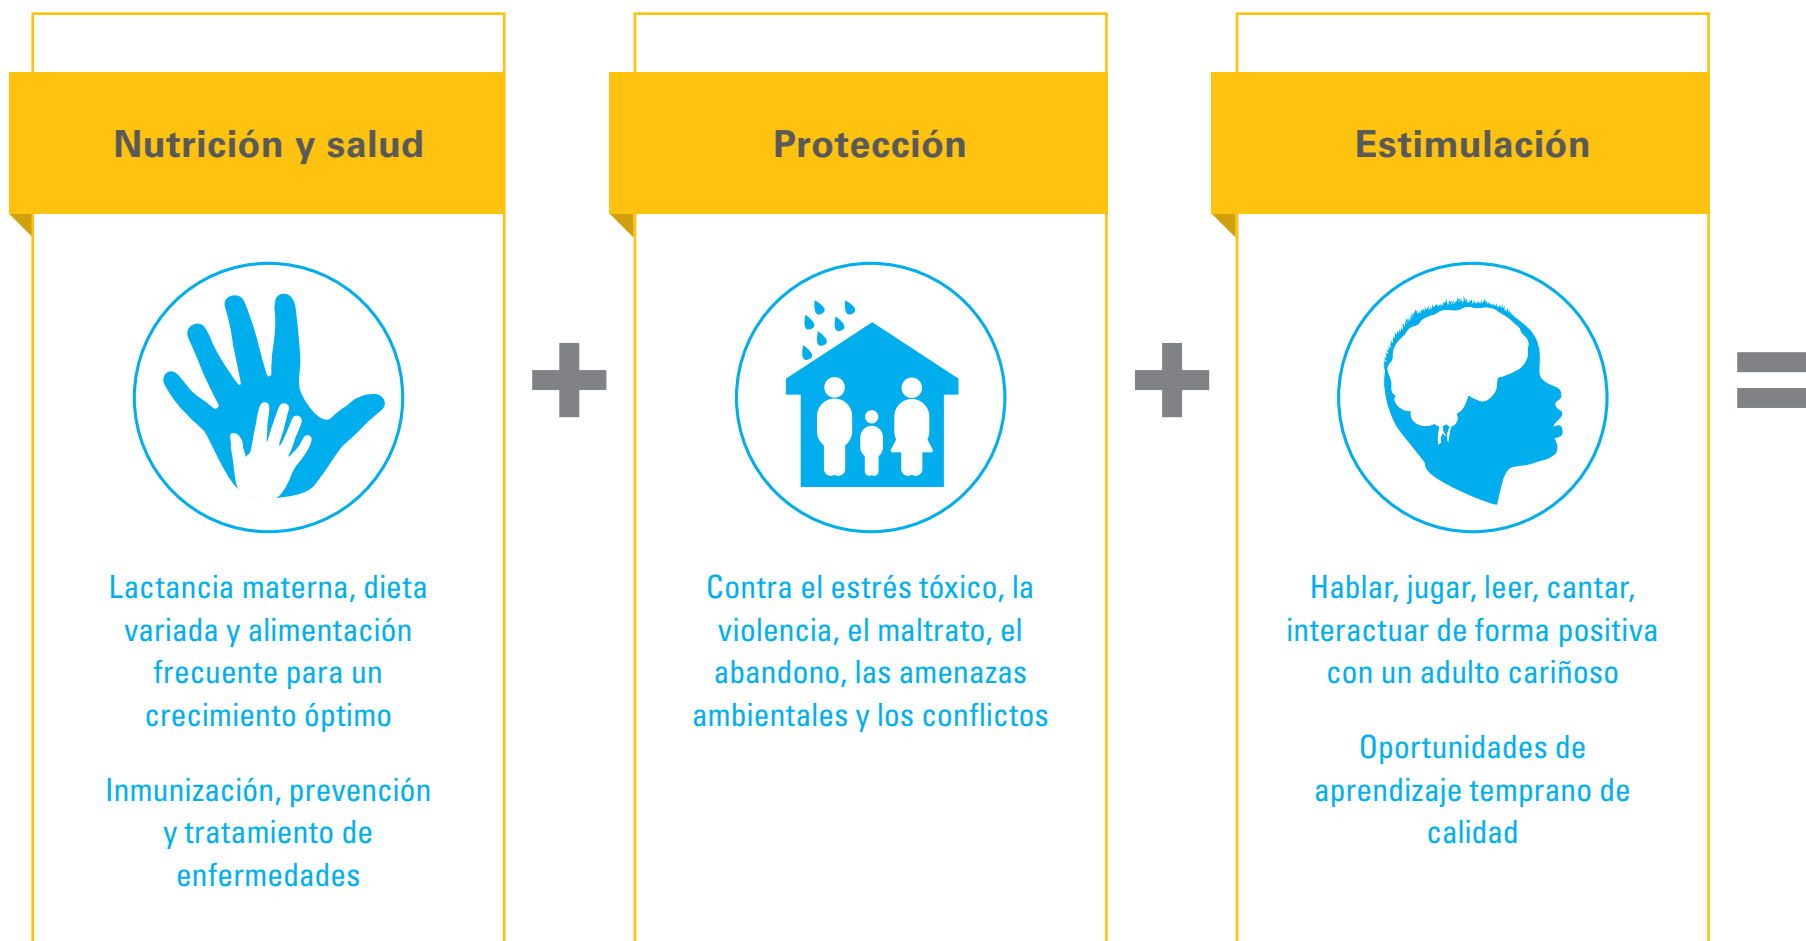 Nutrición y salud
Lactancia materna, dieta
variada y alimentación
frecuente para un
crecimiento óptimo
Inmunización, prevención
y tratamiento de
enfermedades
+
Protección
Contra el estrés tóxico, la
violencia, el maltrato, el
abandono, las amenazas
ambientales y los conflictos
+
Estimulación
Hablar, jugar, leer, cantar,
interactuar de forma positiva
con un adulto cariñoso
Oportunidades de
aprendizaje temprano de
calidad
=